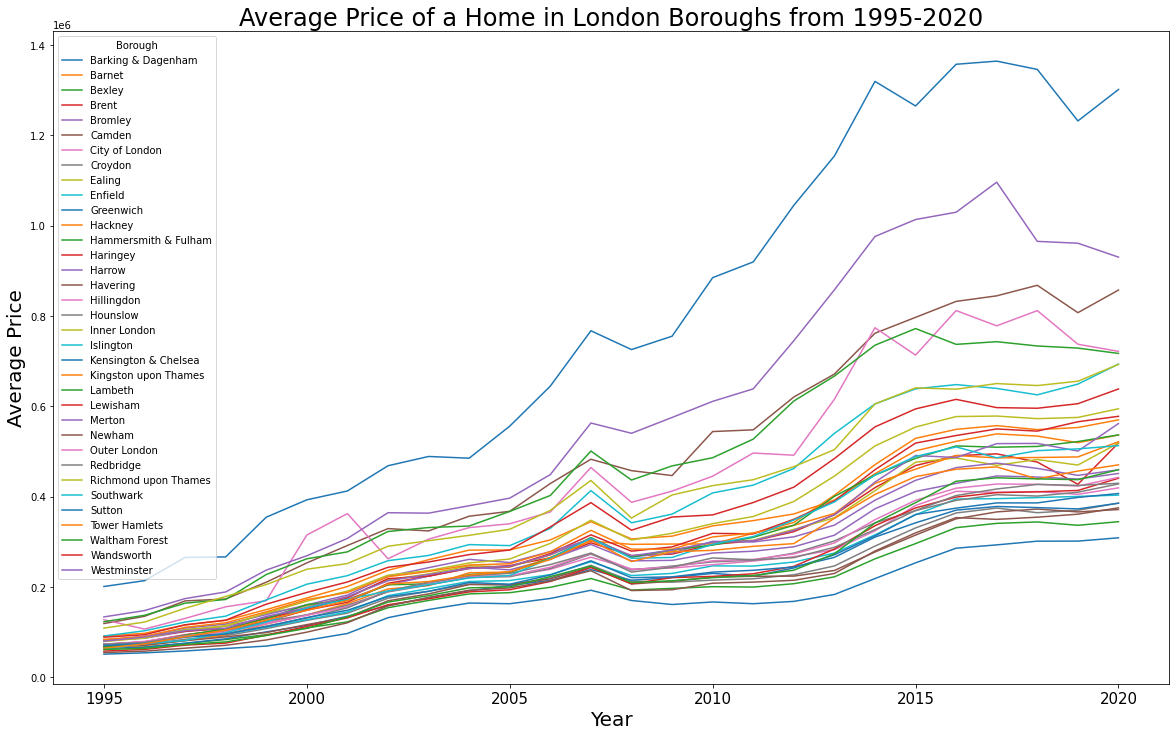 Average Price of a Home in London Boroughs from 1995-2020
1e6
Borough
Barking & Dagenham
Barnet
Bexley
Brent
Bromley
Camden
City of London
Croydon
Ealing
Enfield
Greenwich
Hackney
Hammersmith & Fulham
Haringey
Harrow
Havering
Hillingdon
Hounslow
Inner London
Islington
Kensington & Chelsea
Kingston upon Thames
Lambeth
Lewisham
Merton
Newham
Outer London
Redbridge
Richmond upon Thames
Southwark
Sutton
Tower Hamlets
Waltham Forest
Wandsworth
Westminster
1.4
1.2
1.0
0.8
0.6
0.4
0.2
0.0
Average Price
1995
2000
2005
2010
2015
2020
Year